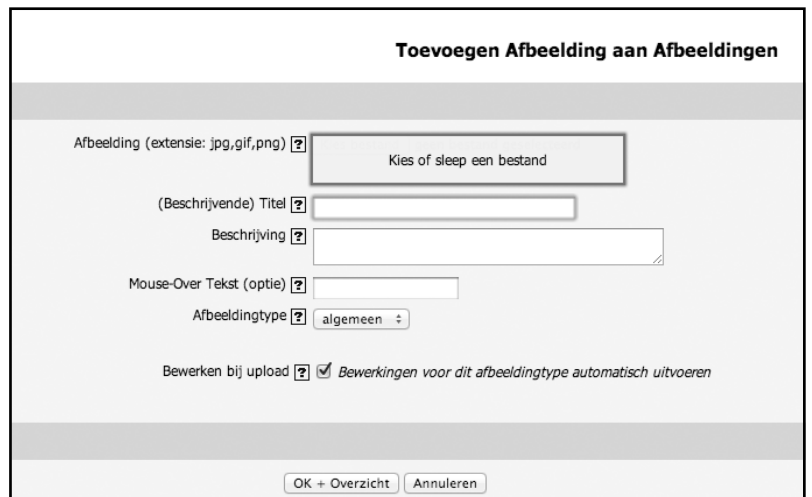 Toevoegen Afbeelding aan Afbeeldingen
Afbeelding (extensie: jpg,gif,png) ?
Kies of sleep een bestand
(Beschrijvende) Titel ?
Beschrijving ?
Mouse-Over Tekst (optie) ?
Afbeeldingtype ? algemeen
Bewerken bij upload ? Bewerkingen voor dit afbeeldingtype automatisch uitvoeren
OK + Overzicht Annuleren